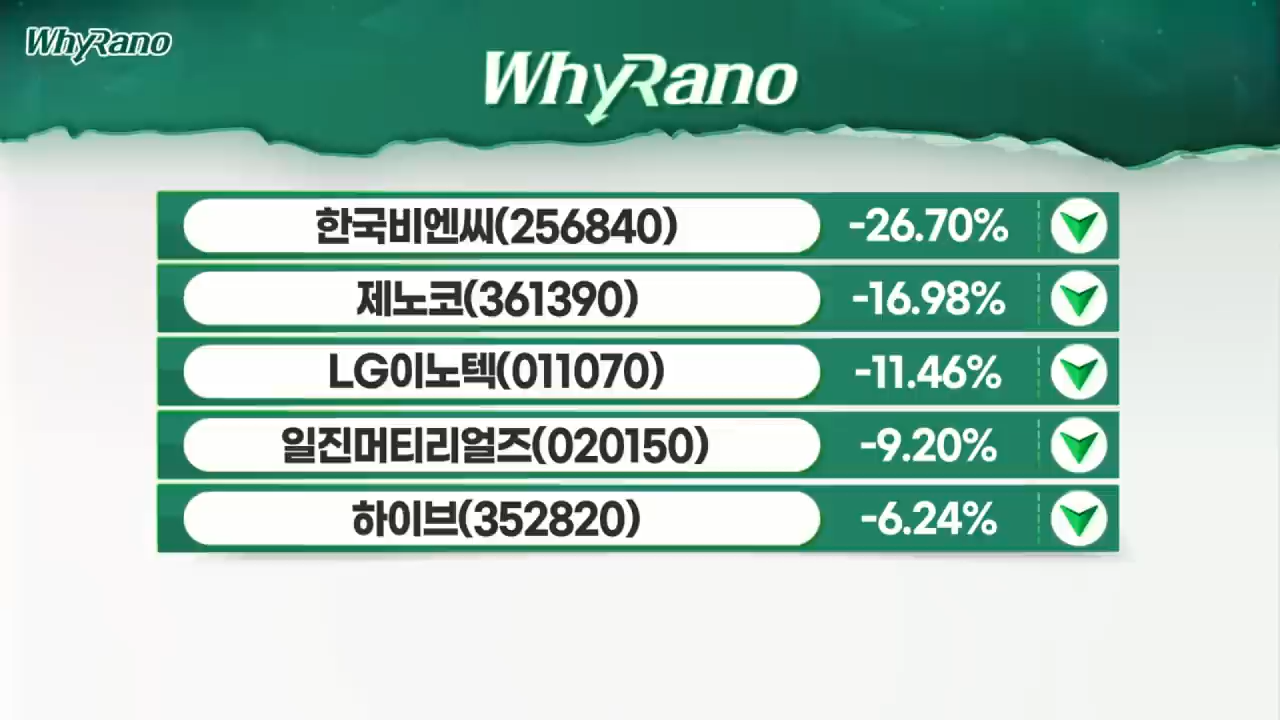 WhyRano
WhyRano
한국비엔씨(256840) -26.70%
제노코(361390) -16.98%
LG이노텍(011070) -11.46%
일진머티리얼즈(020150) -9.20%
하이브(352820) -6.24%